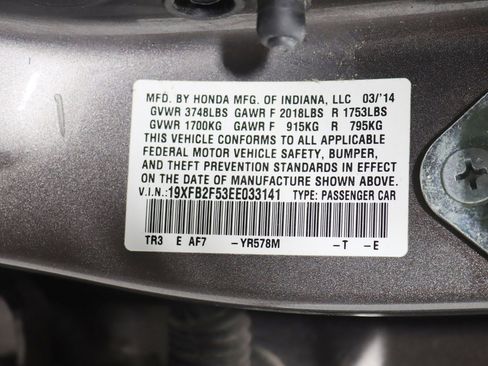 MFD. BY HONDA MFG. OF INDIANA, LLC 03/'14
GVWR 3748LBS GAWR F 2018LBS R 1753LBS
GVWR 1700KG GAWR F 915KG R 795KG
THIS VEHICLE CONFORMS TO ALL APPLICABLE
FEDERAL MOTOR VEHICLE SAFETY, BUMPER,
AND THEFT PREVENTION STANDARDS IN EFFECT
ON THE DATE OF MANUFACTURE SHOWN ABOVE.
V.I.N.:19XFB2F53EE033141 TYPE: PASSENGER CAR
TR3 E AF7 -YR578M -T -E